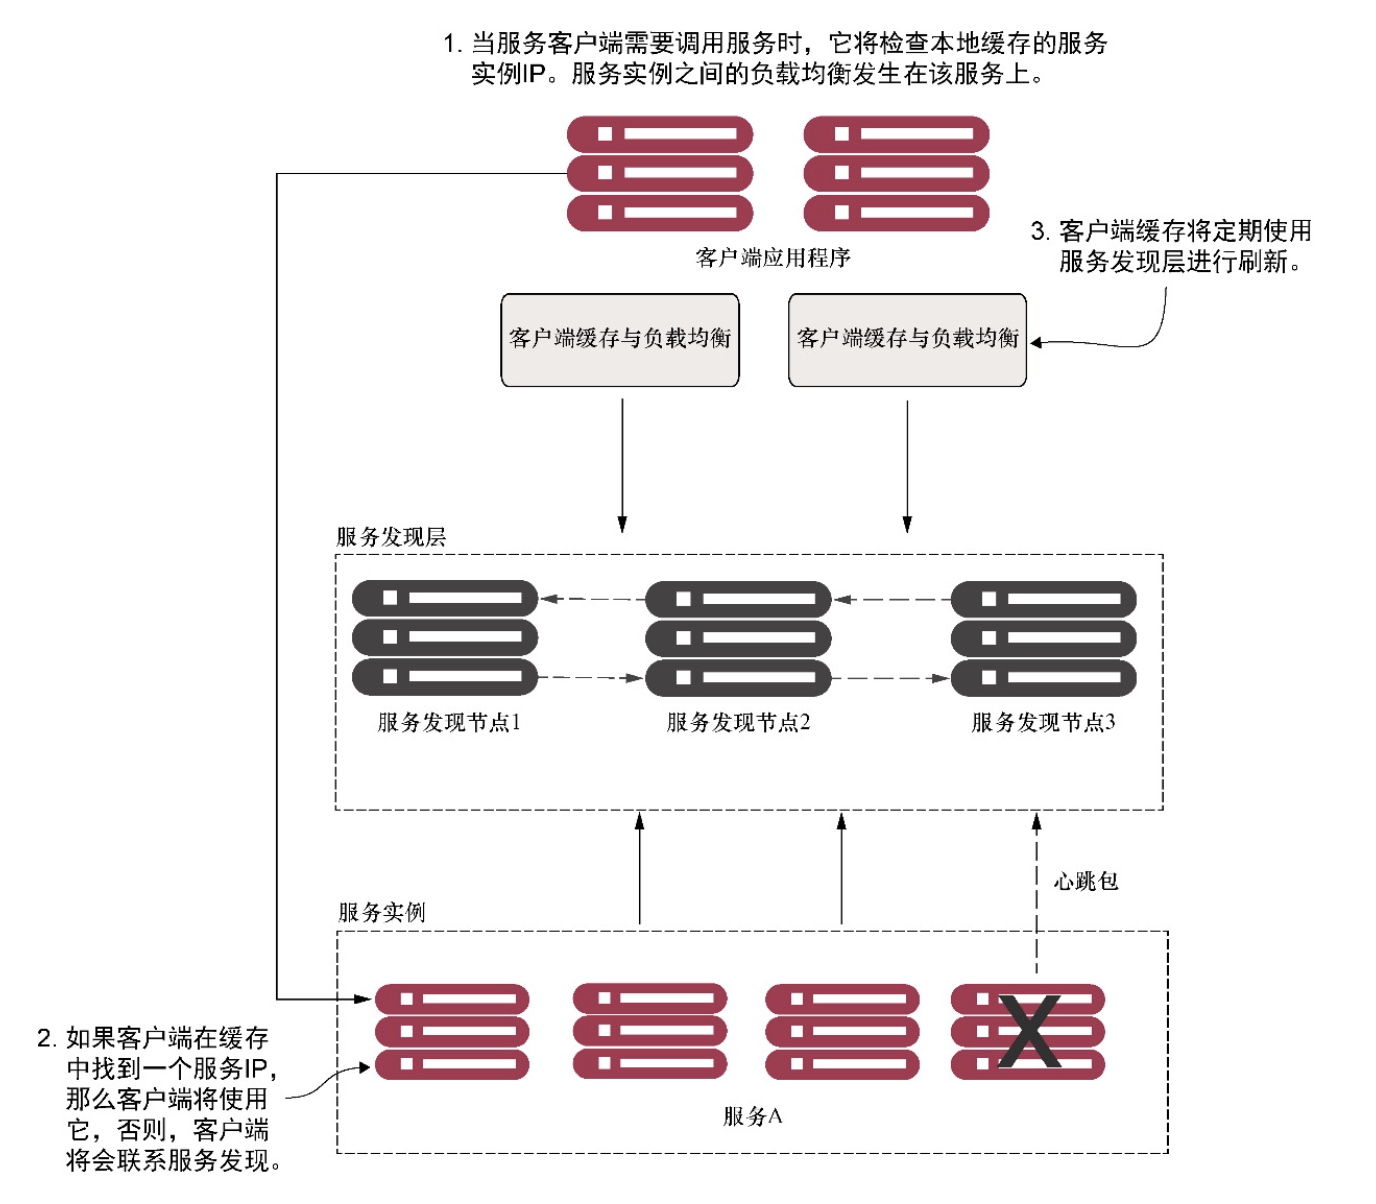 1. 当服务客户端需要调用服务时，它将检查本地缓存的服务
实例IP。服务实例之间的负载均衡发生在该服务上。
客户端应用程序
3. 客户端缓存将定期使用
服务发现层进行刷新。
客户端缓存与负载均衡
客户端缓存与负载均衡
服务发现层
服务发现节点1
服务发现节点2
服务发现节点3
心跳包
服务实例
X
2. 如果客户端在缓存
中找到一个服务IP，
那么客户端将使用
它，否则，客户端
将会联系服务发现。
服务A